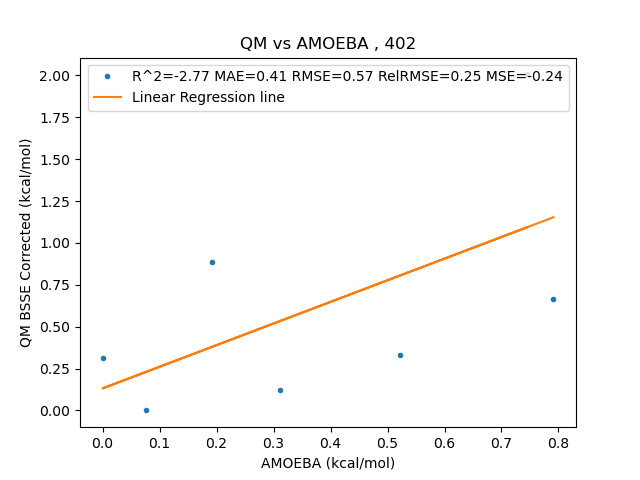 QM vs AMOEBA , 402
R^2=-2.77 MAE=0.41 RMSE=0.57 RelRMSE=0.25 MSE=-0.24
Linear Regression line
QM BSSE Corrected (kcal/mol)
2.00
1.75
1.50
1.25
1.00
0.75
0.50
0.25
0.00
0.0 0.1 0.2 0.3 0.4 0.5 0.6 0.7 0.8
AMOEBA (kcal/mol)